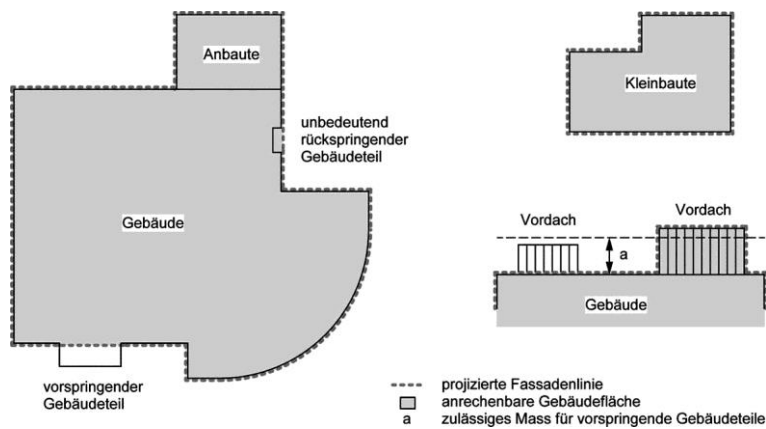 Anbaute
unbedeutend
rückspringender
Gebäudeteil
Gebäude
vorspringender
Gebäudeteil
Kleinbaute
Vordach
Vordach
a
Gebäude
projizierte Fassadenlinie
anrechenbare Gebäudefläche
a zulässiges Mass für vorspringende Gebäudeteile